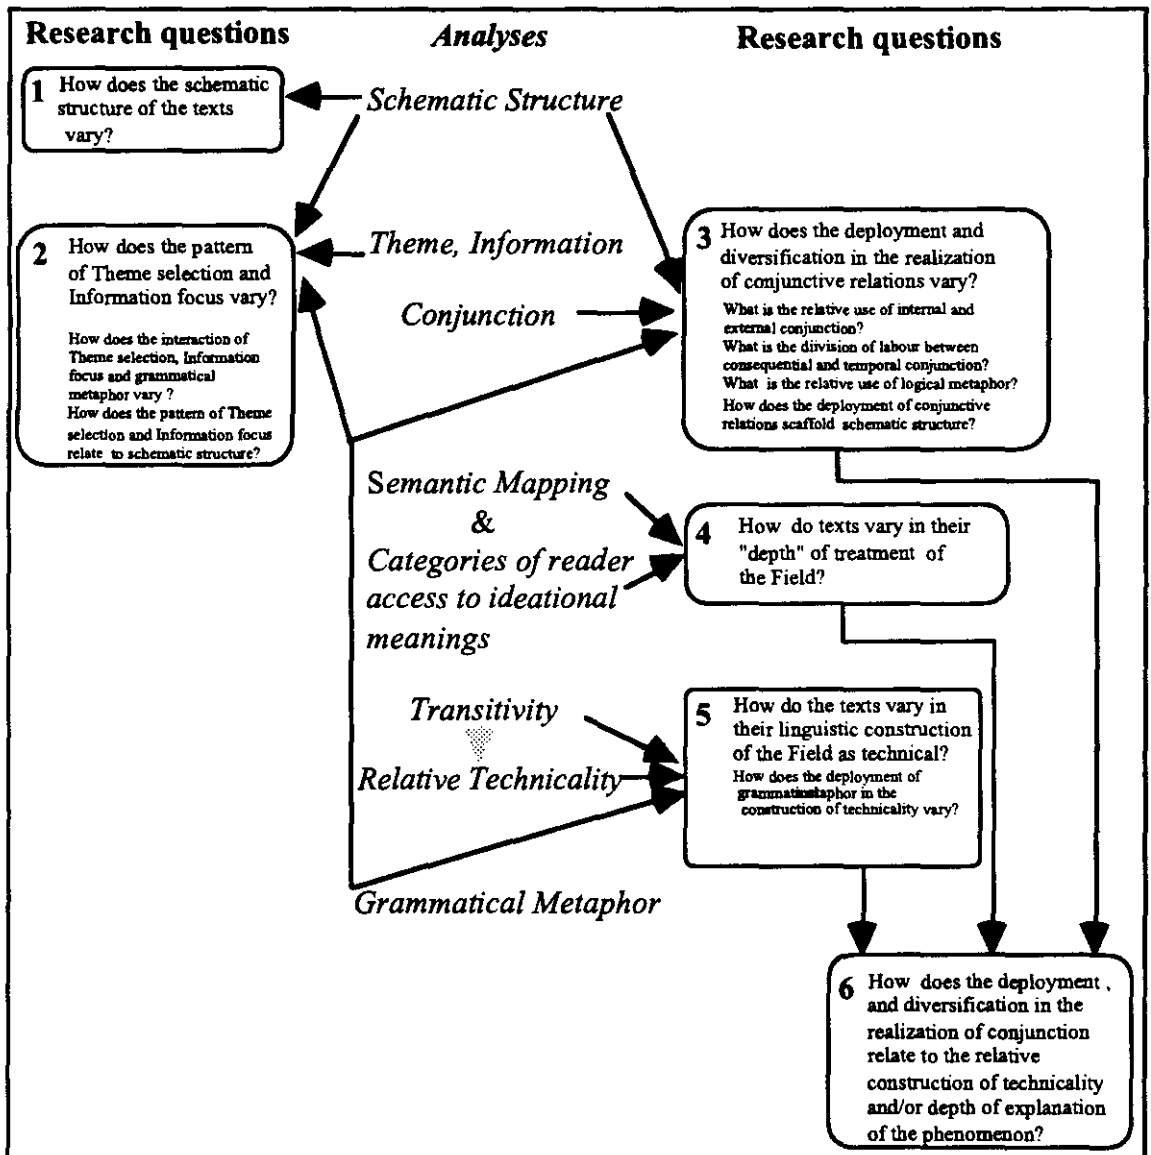 Research questions
Analyses
Research questions
1 How does the schematic
structure of the texts
vary?
Schematic Structure
2 How does the pattern
of Theme selection and
Information focus vary?
How does the interaction of
Theme selection, Information
focus and grammatical
metaphor vary ?
How does the pattern of Theme
selection and Information focus
relate to schematic structure?
Theme, Information
Conjunction
3 How does the deployment and
diversification in the realization
of conjunctive relations vary?
What is the relative use of internal and
external conjunction?
What is the diivision of labour between
consequential and temporal conjunction?
What is the relative use of logical metaphor?
How does the deployment of conjunctive
relations scaffold schematic structure?
Semantic Mapping
&
Categories of reader
access to ideational
meanings
4 How do texts vary in their
"depth" of treatment of
the Field?
Transitivity
Relative Technicality
Grammatical Metaphor
5 How do the texts vary in
their linguistic construction
of the Field as technical?
How does the deployment of
in the
construction of technicality vary?
6 How does the deployment ,
and diversification in the
realization of conjunction
relate to the relative
construction of technicality
and/or depth of explanation
of the phenomenon?